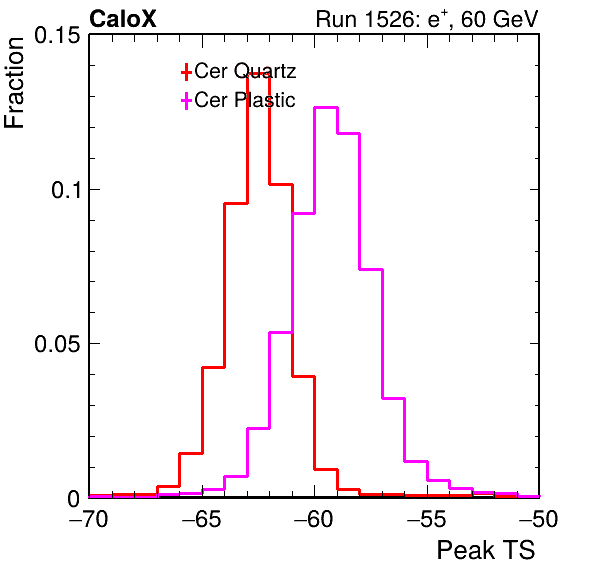 CaloX Run 1526: e⁺, 60 GeV
Fraction
0.15
Cer Quartz
Cer Plastic
0.1
0.05
0
−70 −65 −60 −55 −50
Peak TS